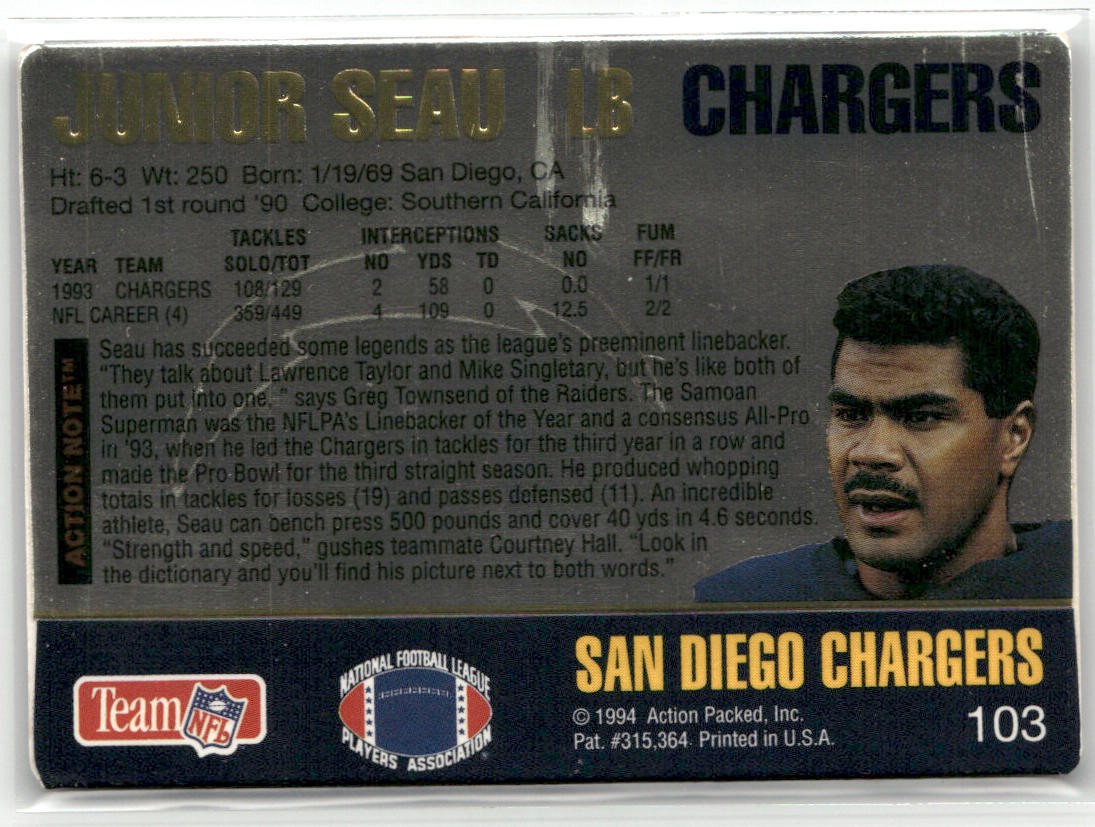 JUNIOR SEAU LB CHARGERS
Ht: 6-3 Wt: 250 Born: 1/19/69 San Diego, CA
Drafted 1st round '90 College: Southern California
TACKLES INTERCEPTIONS SACKS FUM
YEAR TEAM SOLO/TOT NO YDS TD NO FF/FR
1993 CHARGERS 108/129 2 58 0 0.0 1/1
NFL CAREER (4) 359/449 4 109 0 12.5 2/2
ACTION NOTE™
Seau has succeeded some legends as the league's preeminent linebacker.
"They talk about Lawrence Taylor and Mike Singletary, but he's like both of
them put into one," says Greg Townsend of the Raiders. The Samoan
Superman was the NFLPA's Linebacker of the Year and a consensus All-Pro
in '93, when he led the Chargers in tackles for the third year in a row and
made the Pro Bowl for the third straight season. He produced whopping
totals in tackles for losses (19) and passes defensed (11). An incredible
athlete, Seau can bench press 500 pounds and cover 40 yds in 4.6 seconds.
"Strength and speed," gushes teammate Courtney Hall. "Look in
the dictionary and you'll find his picture next to both words."
SAN DIEGO CHARGERS
Team NFL
NATIONAL FOOTBALL LEAGUE
PLAYERS ASSOCIATION
© 1994 Action Packed, Inc.
Pat. #315,364 Printed in U.S.A.
103